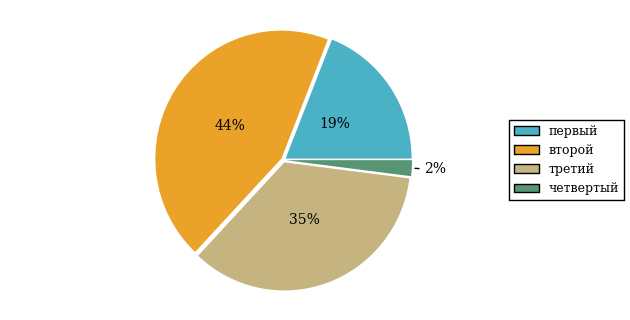 44%
19%
2%
35%
первый
второй
третий
четвертый